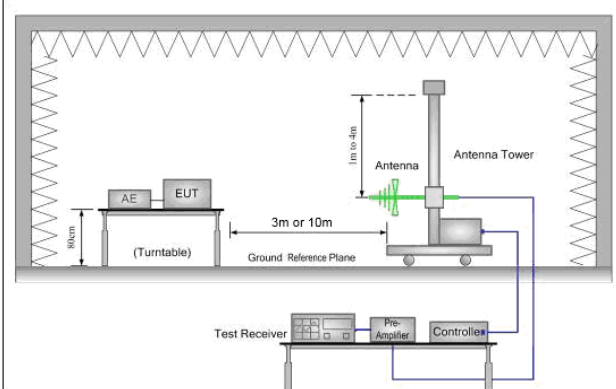 1m to 4m
Antenna
Antenna Tower
AE
EUT
80cm
(Turntable)
3m or 10m
Ground Reference Plane
Test Receiver
Pre-
Amplifier
Controlle